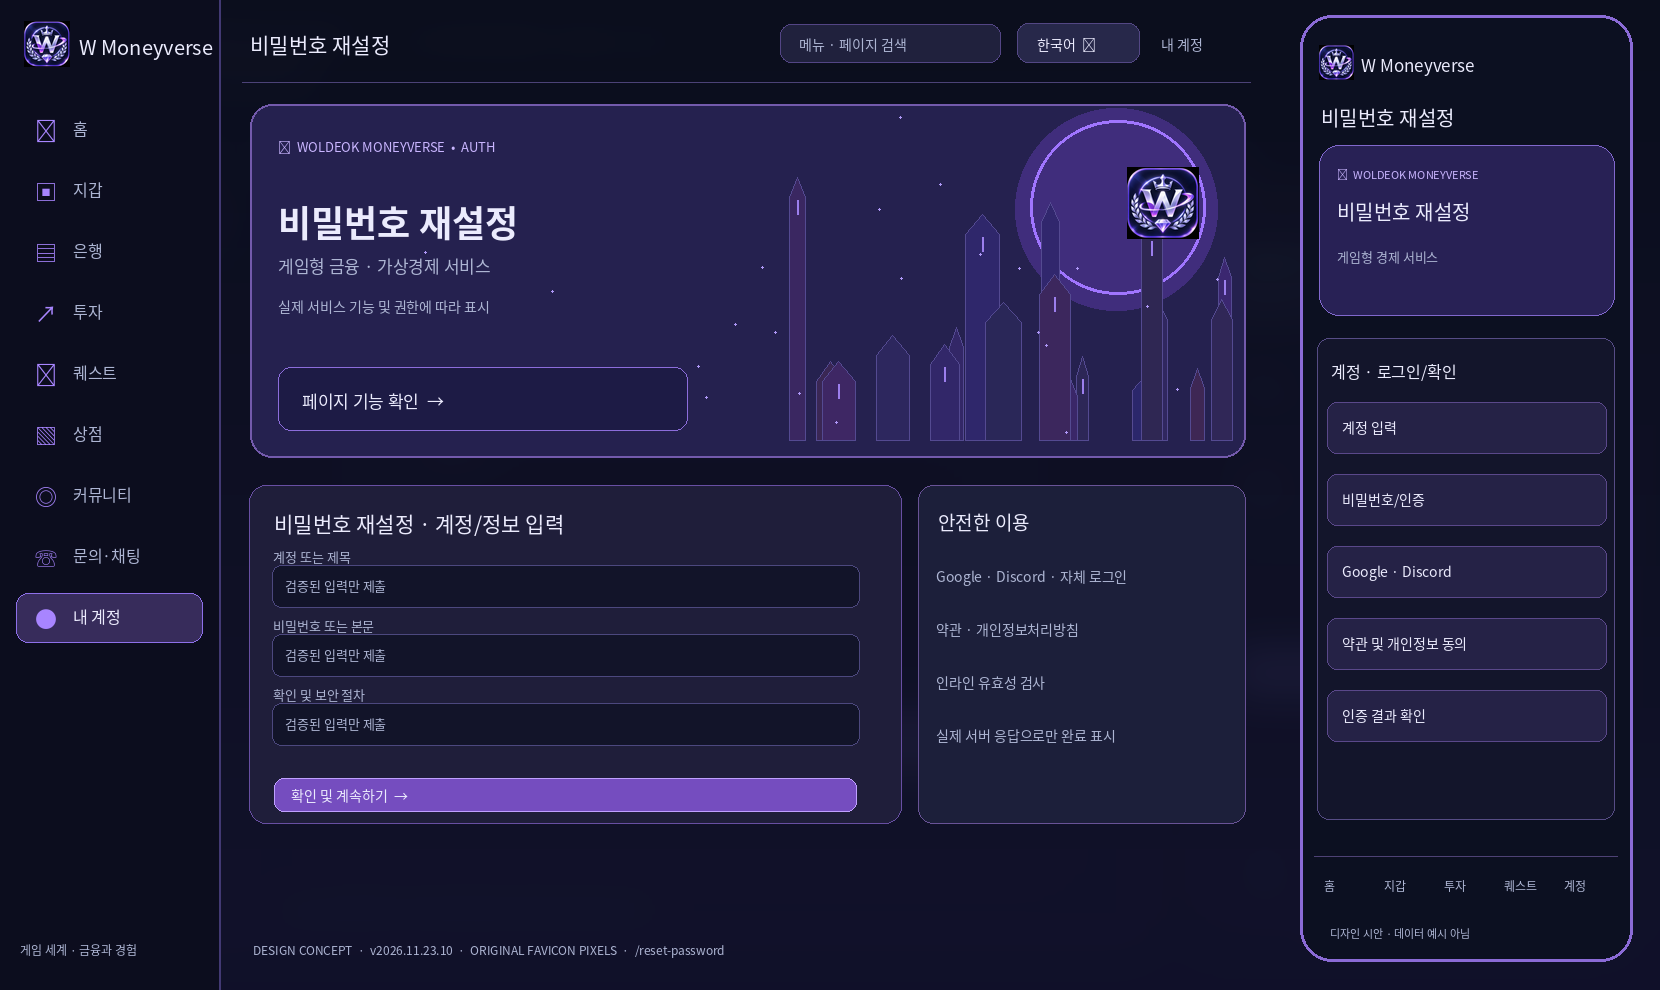 W Moneyverse
홈
지갑
은행
투자
퀘스트
상점
커뮤니티
문의·채팅
내 계정
게임 세계 · 금융과 경험
비밀번호 재설정
메뉴 · 페이지 검색
한국어
내 계정
WOLDEOK MONEYVERSE • AUTH
비밀번호 재설정
게임형 금융 · 가상경제 서비스
실제 서비스 기능 및 권한에 따라 표시
페이지 기능 확인 →
비밀번호 재설정 · 계정/정보 입력
계정 또는 제목
검증된 입력만 제출
비밀번호 또는 본문
검증된 입력만 제출
확인 및 보안 절차
검증된 입력만 제출
확인 및 계속하기 →
안전한 이용
Google · Discord · 자체 로그인
약관 · 개인정보처리방침
인라인 유효성 검사
실제 서버 응답으로만 완료 표시
DESIGN CONCEPT · v2026.11.23.10 · ORIGINAL FAVICON PIXELS · /reset-password
W Moneyverse
비밀번호 재설정
WOLDEOK MONEYVERSE
비밀번호 재설정
게임형 경제 서비스
계정 · 로그인/확인
계정 입력
비밀번호/인증
Google · Discord
약관 및 개인정보 동의
인증 결과 확인
홈 지갑 투자 퀘스트 계정
디자인 시안 · 데이터 예시 아님